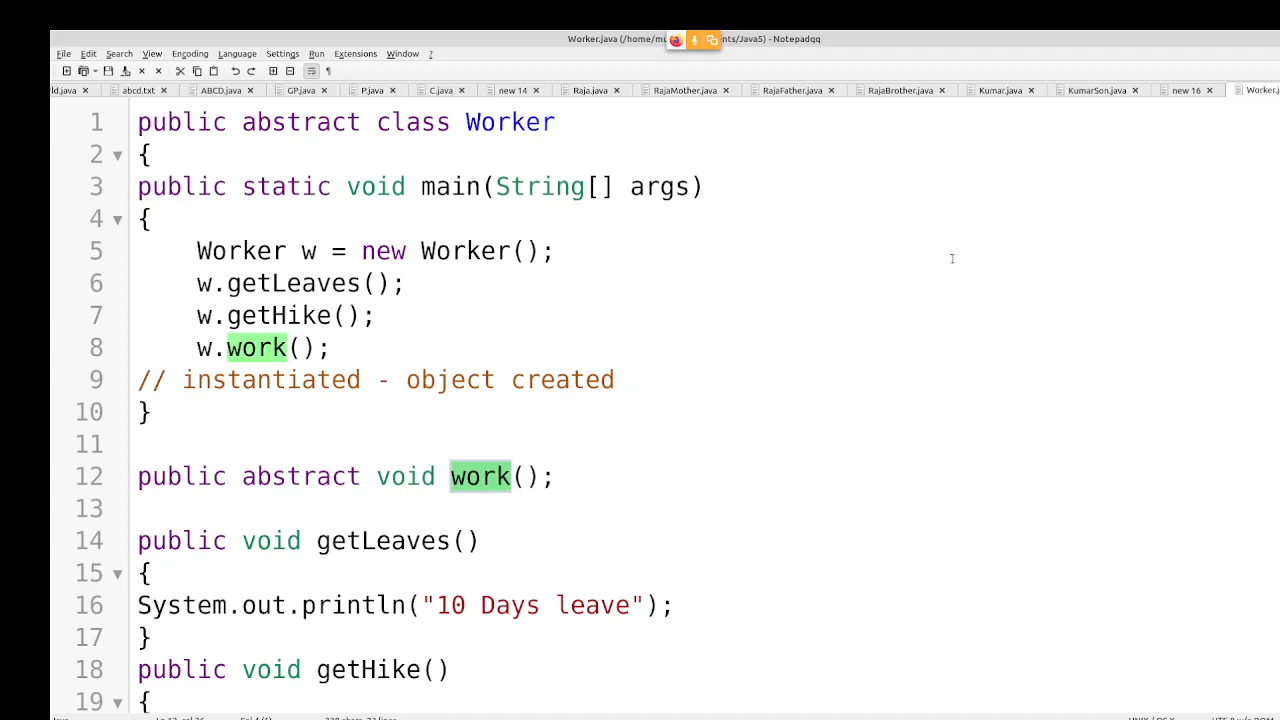 Worker.java (/home/mu nts/Java5) - Notepadqq
File Edit Search View Encoding Language Settings Run Extensions Window ?
ld.java abcd.txt ABCD.java GP.java P.java C.java new 14 Raja.java RajaMother.java RajaFather.java RajaBrother.java Kumar.java KumarSon.java new 16 Worker.j
1 public abstract class Worker
2 {
3 public static void main(String[] args)
4 {
5 Worker w = new Worker();
6 w.getLeaves();
7 w.getHike();
8 w.work();
9 // instantiated - object created
10 }
11
12 public abstract void work();
13
14 public void getLeaves()
15 {
16 System.out.println("10 Days leave");
17 }
18 public void getHike()
19 {